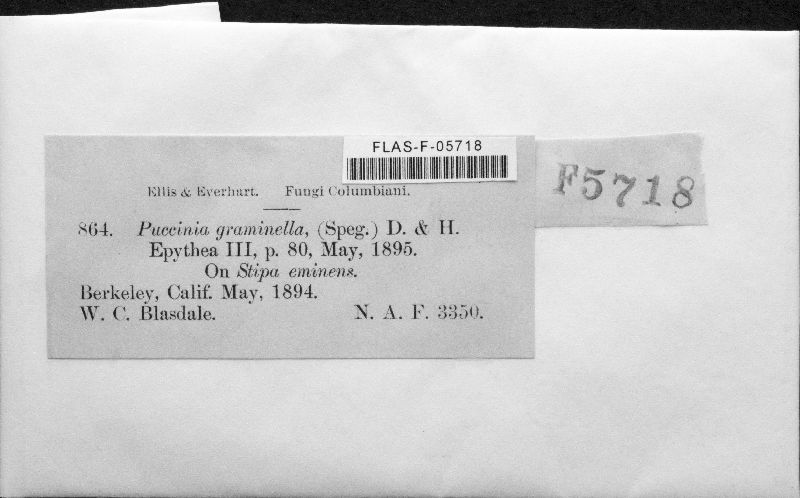 FLAS-F-05718
F5718
Ellis & Everhart. Fungi Columbiani.
864. Puccinia graminella, (Speg.) D. & H.
Epythea III, p. 80, May, 1895.
On Stipa eminens.
Berkeley, Calif. May, 1894.
W. C. Blasdale. N. A. F. 3350.